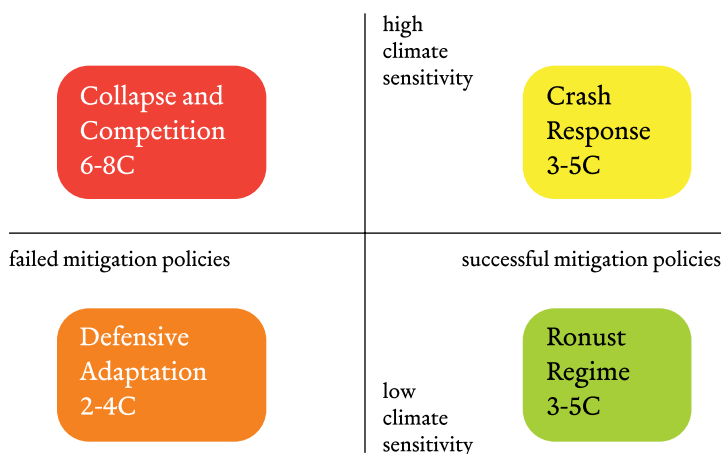 high
climate
sensitivity
Collapse and
Competition
6-8C
Crash
Response
3-5C
failed mitigation policies
successful mitigation policies
Defensive
Adaptation
2-4C
Ronust
Regime
3-5C
low
climate
sensitivity